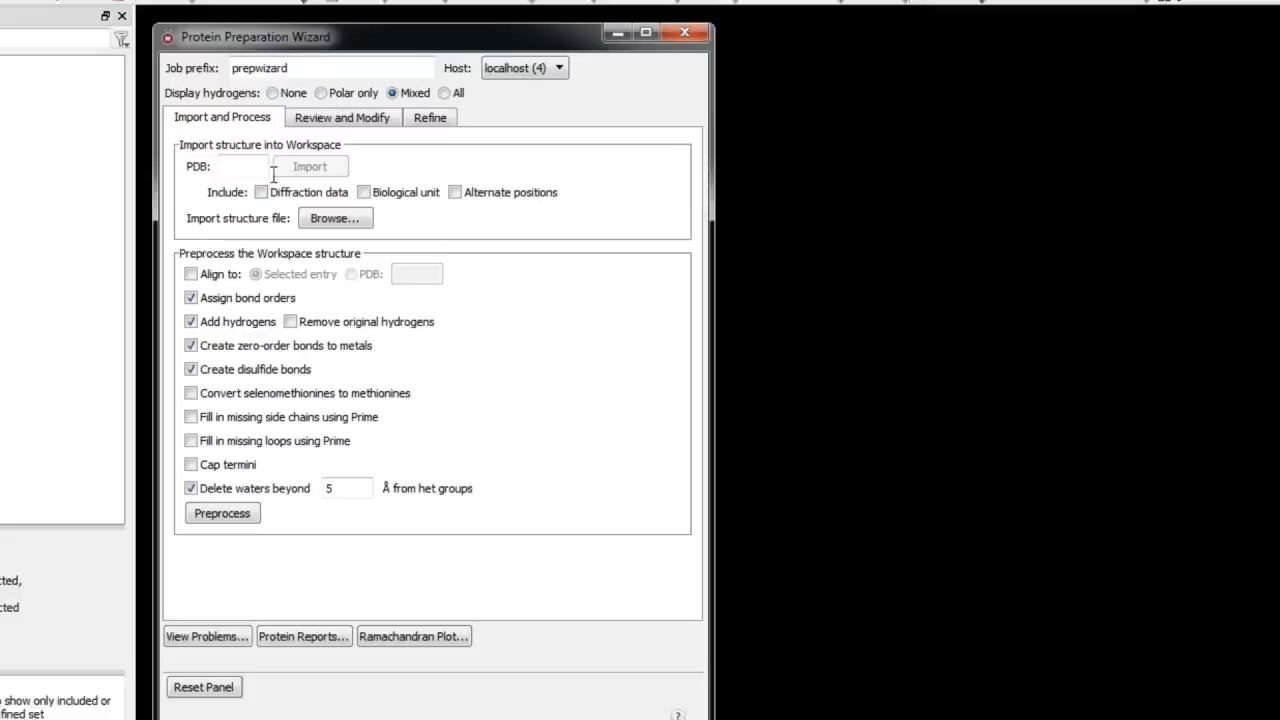 Protein Preparation Wizard
Job prefix: prepwizard Host: localhost (4)
Display hydrogens: None Polar only Mixed All
Import and Process Review and Modify Refine
Import structure into Workspace
PDB: Import
Include: Diffraction data Biological unit Alternate positions
Import structure file: Browse...
Preprocess the Workspace structure
Align to: Selected entry PDB:
Assign bond orders
Add hydrogens Remove original hydrogens
Create zero-order bonds to metals
Create disulfide bonds
Convert selenomethionines to methionines
Fill in missing side chains using Prime
Fill in missing loops using Prime
Cap termini
Delete waters beyond 5 Å from het groups
Preprocess
cted,
cted
View Problems... Protein Reports... Ramachandran Plot...
Reset Panel
show only included or
fined set
?